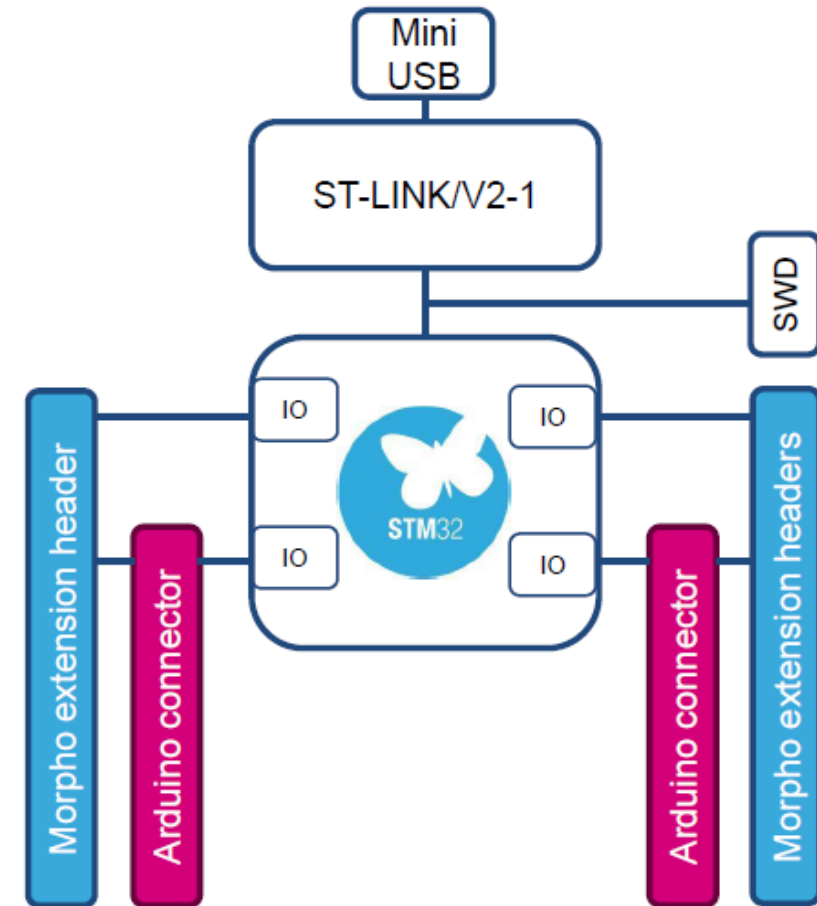 Mini
USB
ST-LINK/V2-1
SWD
IO
IO
STM32
IO
IO
Morpho extension header
Arduino connector
Arduino connector
Morpho extension headers